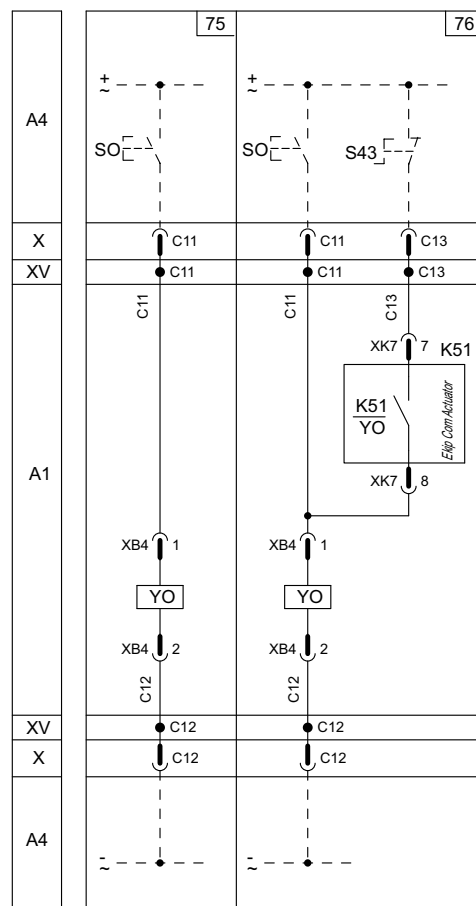 75 76
A4
+ +
~ ~
SO SO S43
X C11 C11 C13
XV C11 C11 C13
C11 C11 C13
XK7 7 K51
K51
YO
Ekip Com Actuator
A1
XK7 8
XB4 1 XB4 1
YO YO
XB4 2 XB4 2
C12 C12
XV C12 C12
X C12 C12
A4
- -
~ ~